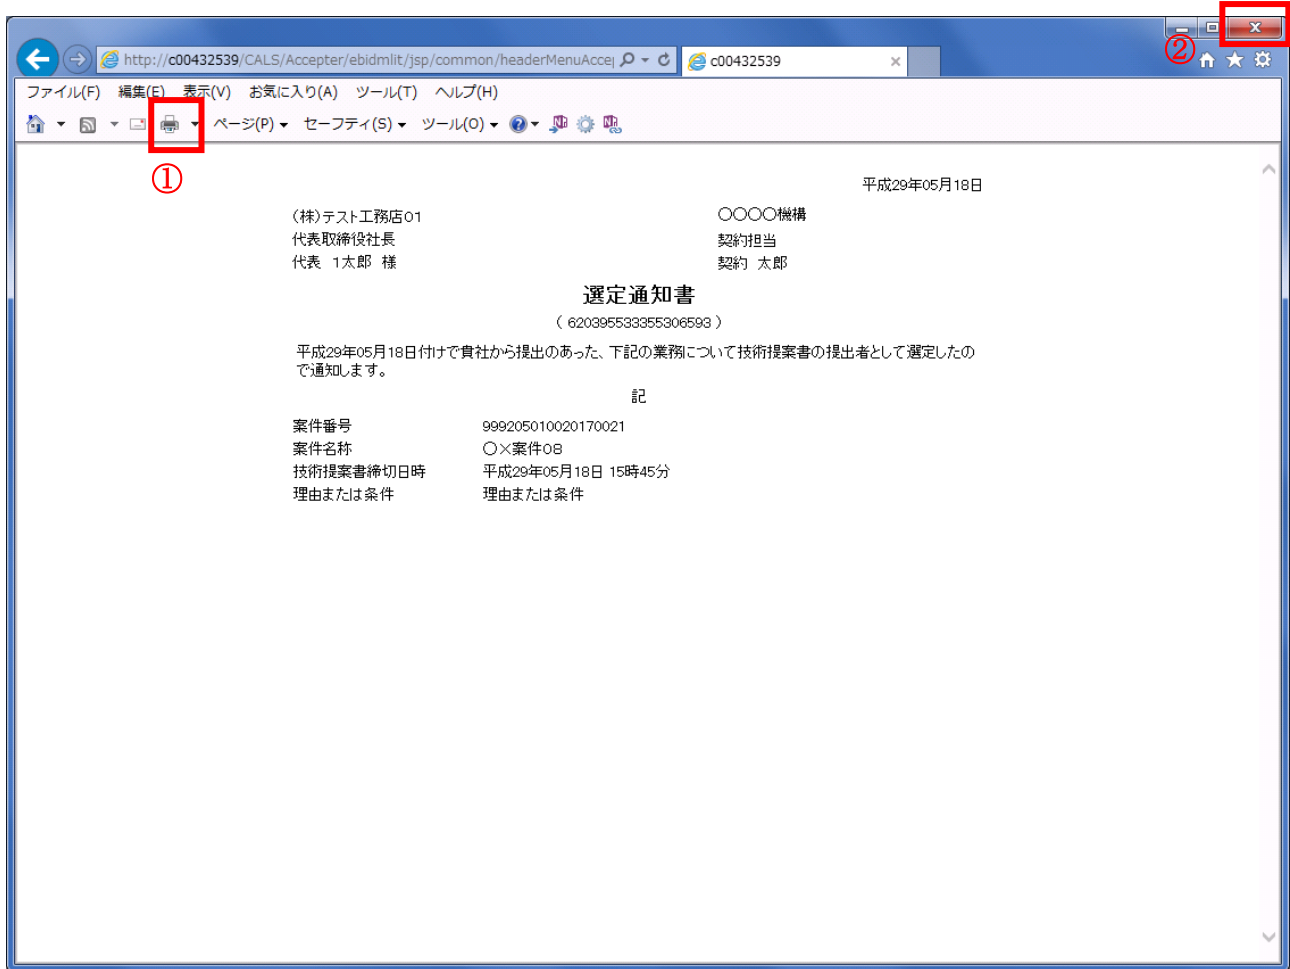 ②
http://c00432539/CALS/Accepter/ebidmlit/jsp/common/headerMenuAccep
c00432539
ファイル(F) 編集(E) 表示(V) お気に入り(A) ツール(T) ヘルプ(H)
ページ(P) セーフティ(S) ツール(O)
①
平成29年05月18日
(株)テスト工務店01
〇〇〇〇機構
代表取締役社長
契約担当
代表 1太郎 様
契約 太郎
選定通知書
( 620395533355306593 )
平成29年05月18日付けで貴社から提出のあった、下記の業務について技術提案書の提出者として選定したの
で通知します。
記
案件番号 999205010020170021
案件名称 〇×案件08
技術提案書締切日時 平成29年05月18日 15時45分
理由または条件 理由または条件